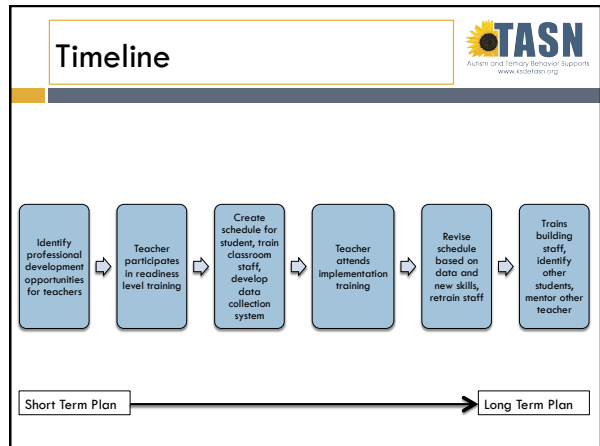 Timeline
TASN
Autism and Tertiary Behavior Supports
www.ksdetasn.org
Identify
professional
development
opportunities
for teachers
Teacher
participates
in readiness
level training
Create
schedule for
student, train
classroom
staff,
develop
data
collection
system
Teacher
attends
implementation
training
Revise
schedule
based on
data and
new skills,
retrain staff
Trains
building
staff,
identify
other
students,
mentor other
teacher
Short Term Plan
Long Term Plan